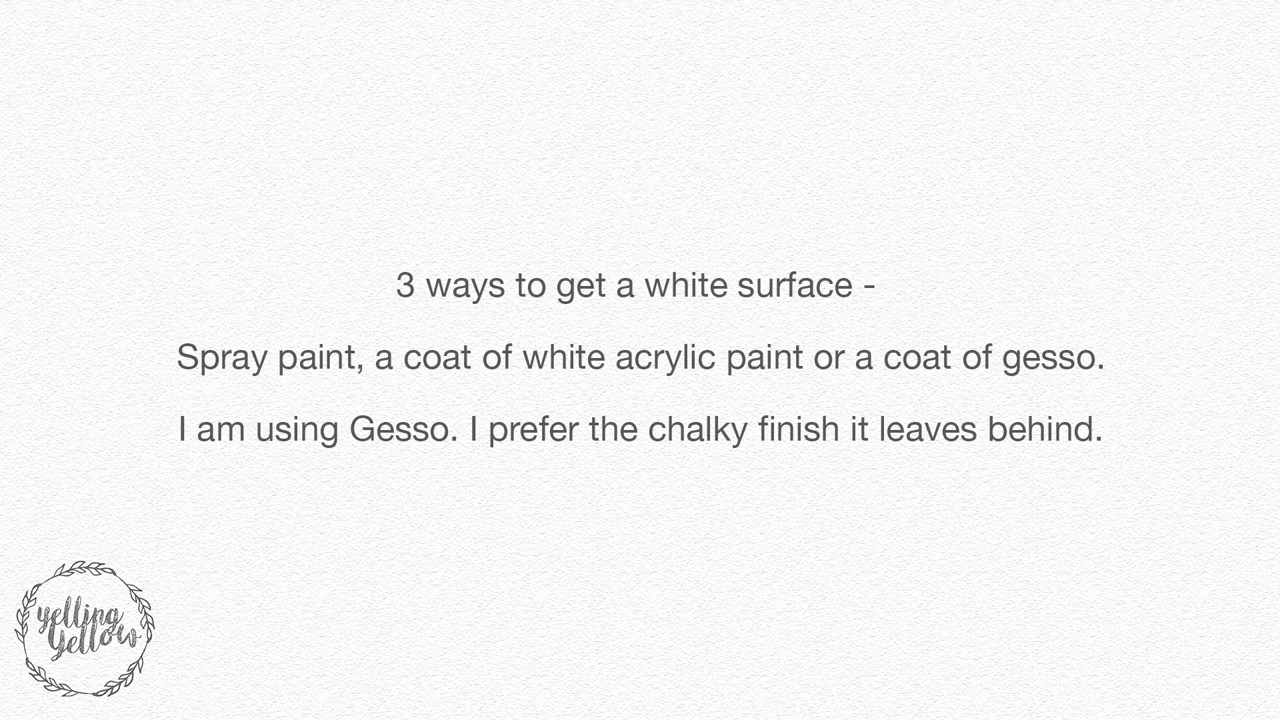 3 ways to get a white surface -
Spray paint, a coat of white acrylic paint or a coat of gesso.
I am using Gesso. I prefer the chalky finish it leaves behind.
yelling
yellow